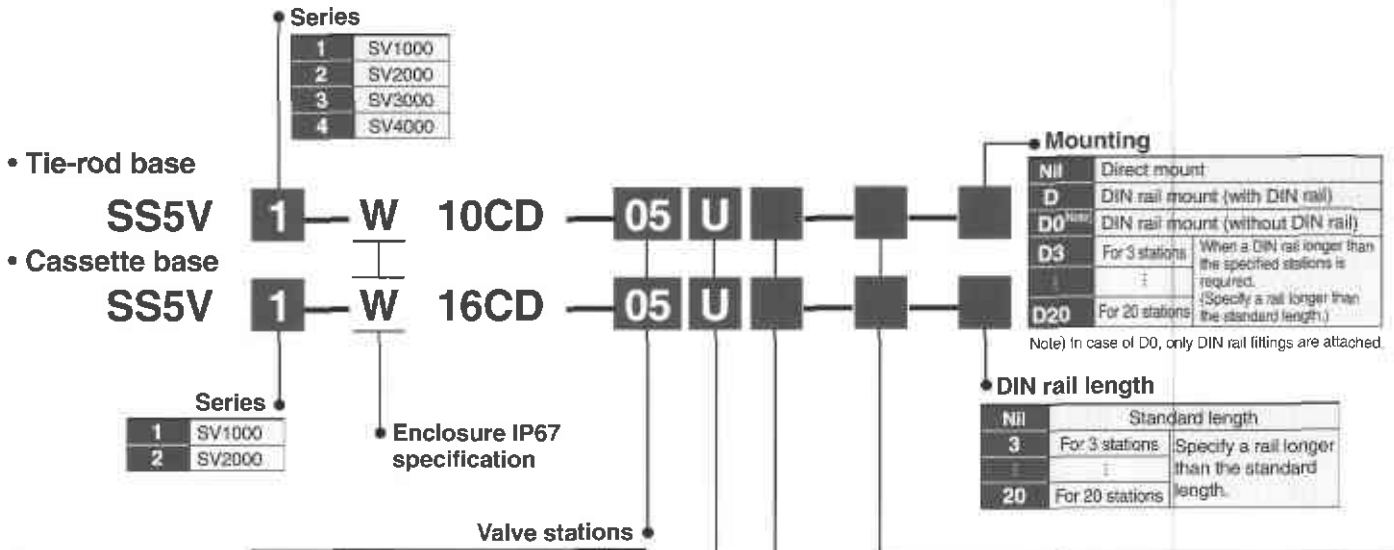 Series
1 SV1000
2 SV2000
3 SV3000
4 SV4000
• Tie-rod base
SS5V 1 – W 10CD – 05 U – –
• Cassette base
SS5V 1 – W 16CD – 05 U – –
Mounting
Nil Direct mount
D DIN rail mount (with DIN rail)
D0 Note) DIN rail mount (without DIN rail)
D3 For 3 stations When a DIN rail longer than
the specified stations is
⋮ ⋮ required.
(Specify a rail longer than
D20 For 20 stations the standard length.)
Note) In case of D0, only DIN rail fittings are attached.
DIN rail length
Nil Standard length
3 For 3 stations Specify a rail longer
⋮ ⋮ than the standard
20 For 20 stations length.
Series
1 SV1000
2 SV2000
Enclosure IP67
specification
Valve stations